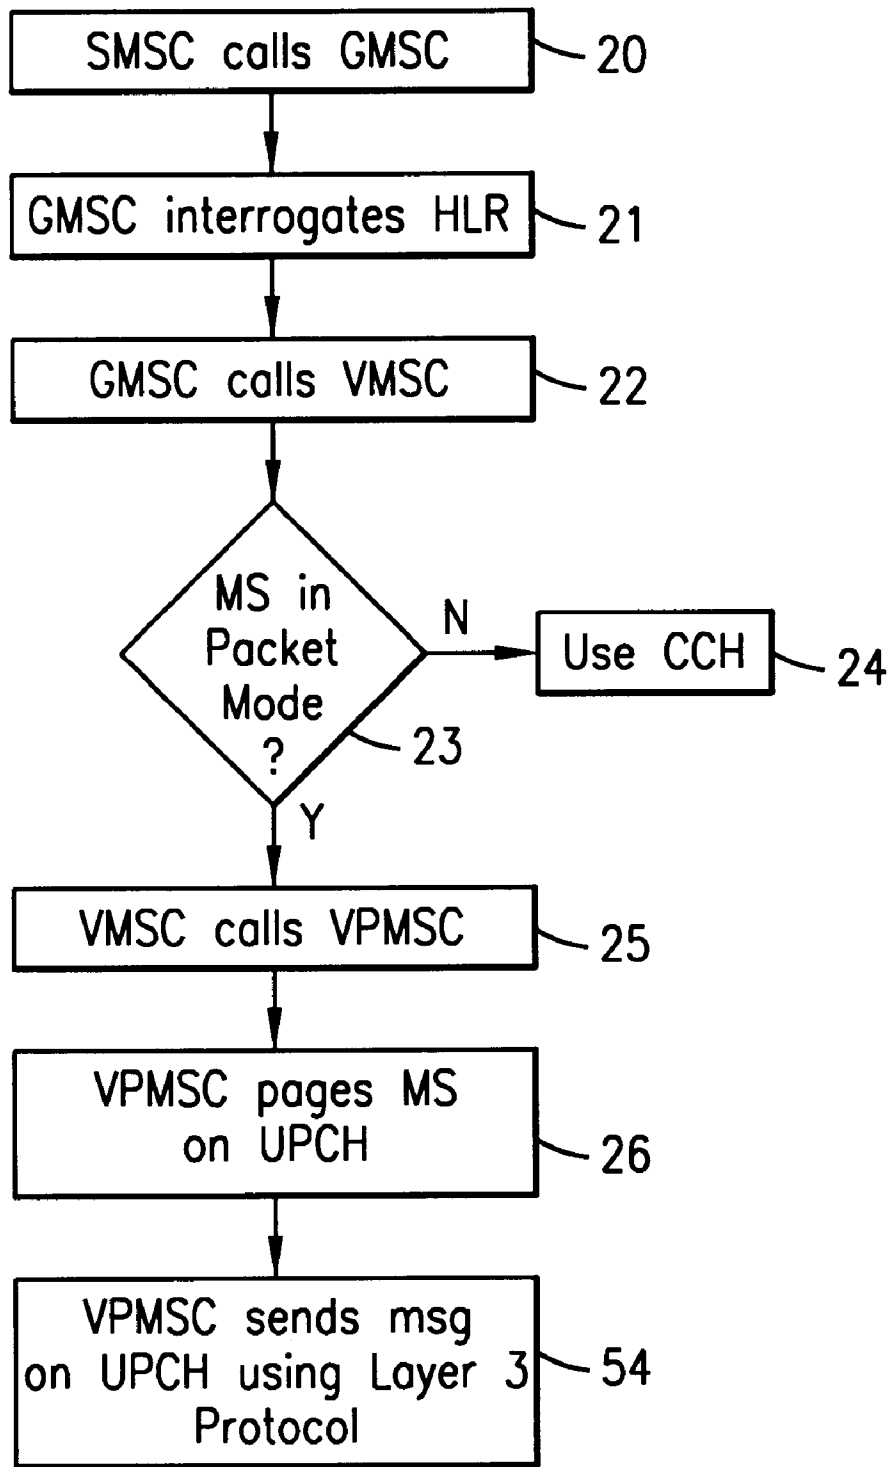 SMSC calls GMSC
20
GMSC interrogates HLR
21
GMSC calls VMSC
22
MS in
Packet
Mode
?
23
N
Use CCH
24
Y
VMSC calls VPMSC
25
VPMSC pages MS
on UPCH
26
VPMSC sends msg
on UPCH using Layer 3
Protocol
54